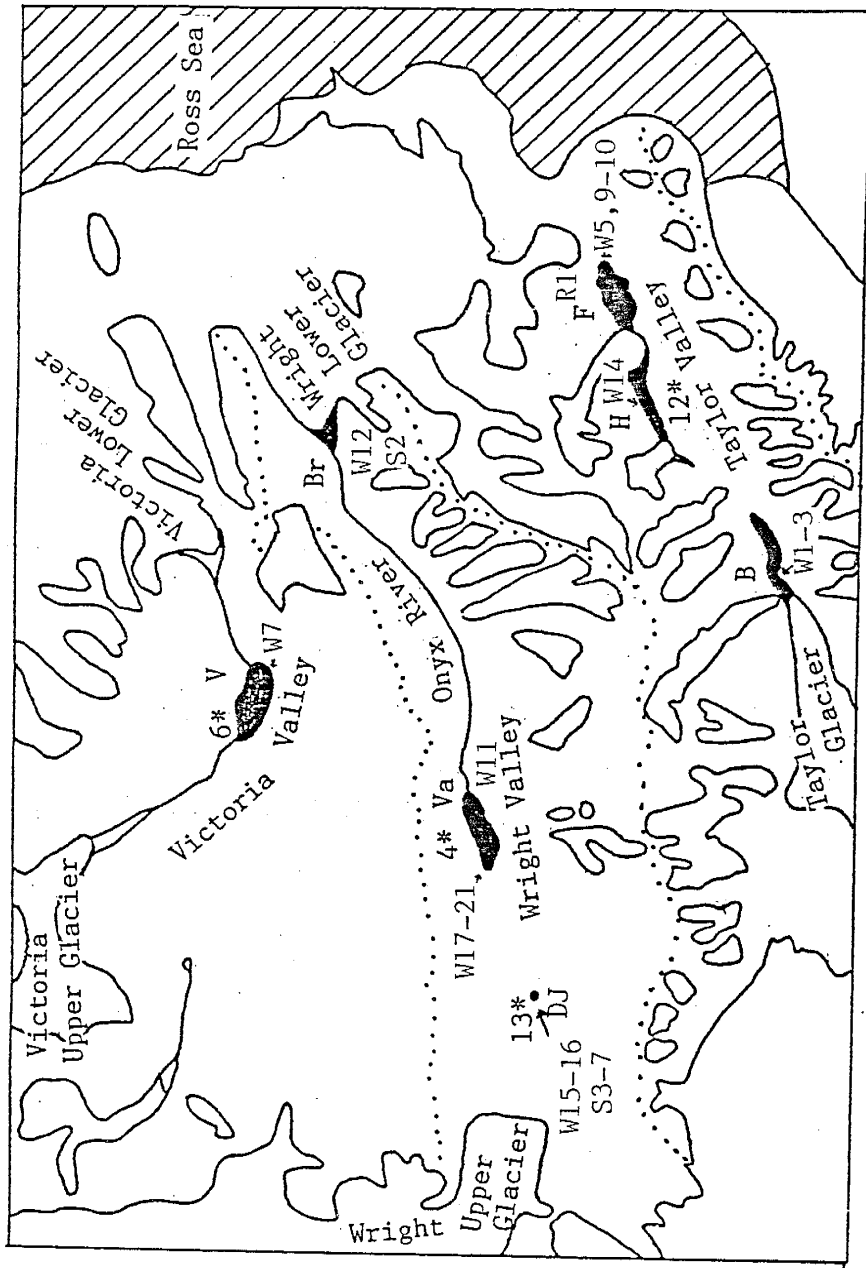 Ross Sea
Victoria
Upper Glacier
Victoria Lower
Glacier
Wright
Lower
Glacier
6* V
W7
Victoria
Valley
Br
W12
S2
Onyx River
F R1
W5, 9-10
H W14
12*
Taylor Valley
4* Va
W11
W17-21
Wright Valley
B
W1-3
Taylor
Glacier
13*
DJ
W15-16
S3-7
Wright
Upper
Glacier